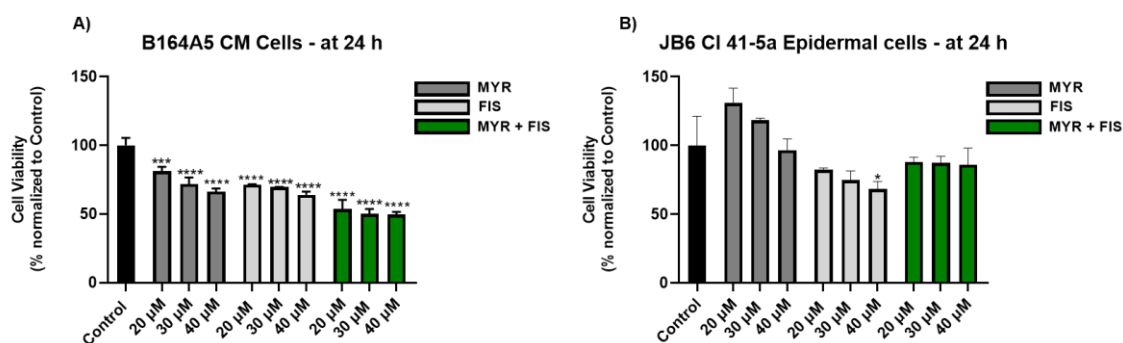 A)
B164A5 CM Cells - at 24 h
Cell Viability
(% normalized to Control)
150
100
50
0
***
****
****
****
****
****
****
****
****
Control
20 µM
30 µM
40 µM
20 µM
30 µM
40 µM
20 µM
30 µM
40 µM
MYR
FIS
MYR + FIS
B)
JB6 Cl 41-5a Epidermal cells - at 24 h
Cell Viability
(% normalized to Control)
150
100
50
0
*
Control
20 µM
30 µM
40 µM
20 µM
30 µM
40 µM
20 µM
30 µM
40 µM
MYR
FIS
MYR + FIS